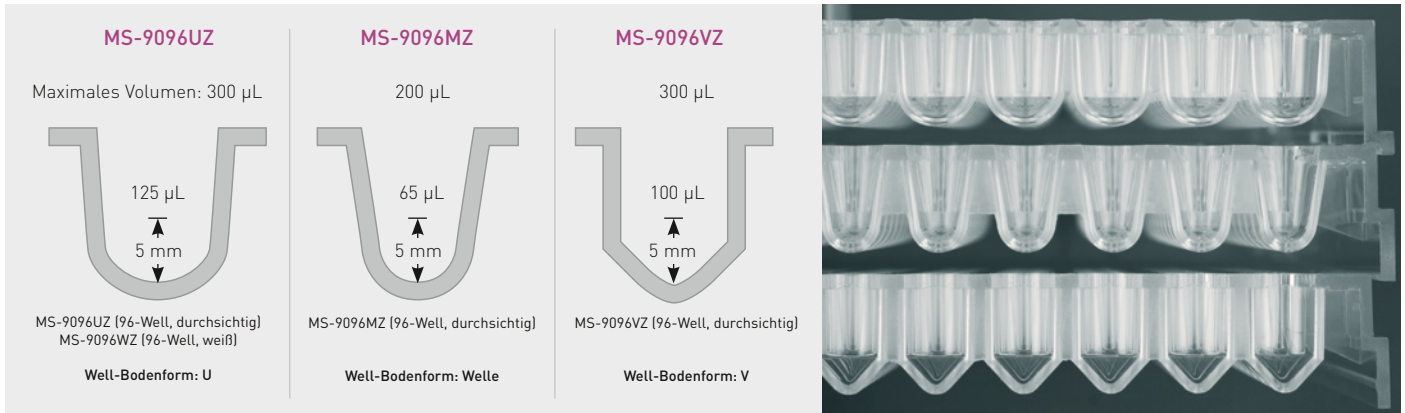 MS-9096UZ
Maximales Volumen: 300 µL
125 µL
5 mm
MS-9096UZ (96-Well, durchsichtig)
MS-9096WZ (96-Well, weiß)
Well-Bodenform: U
MS-9096MZ
200 µL
65 µL
5 mm
MS-9096MZ (96-Well, durchsichtig)
Well-Bodenform: Welle
MS-9096VZ
300 µL
100 µL
5 mm
MS-9096VZ (96-Well, durchsichtig)
Well-Bodenform: V